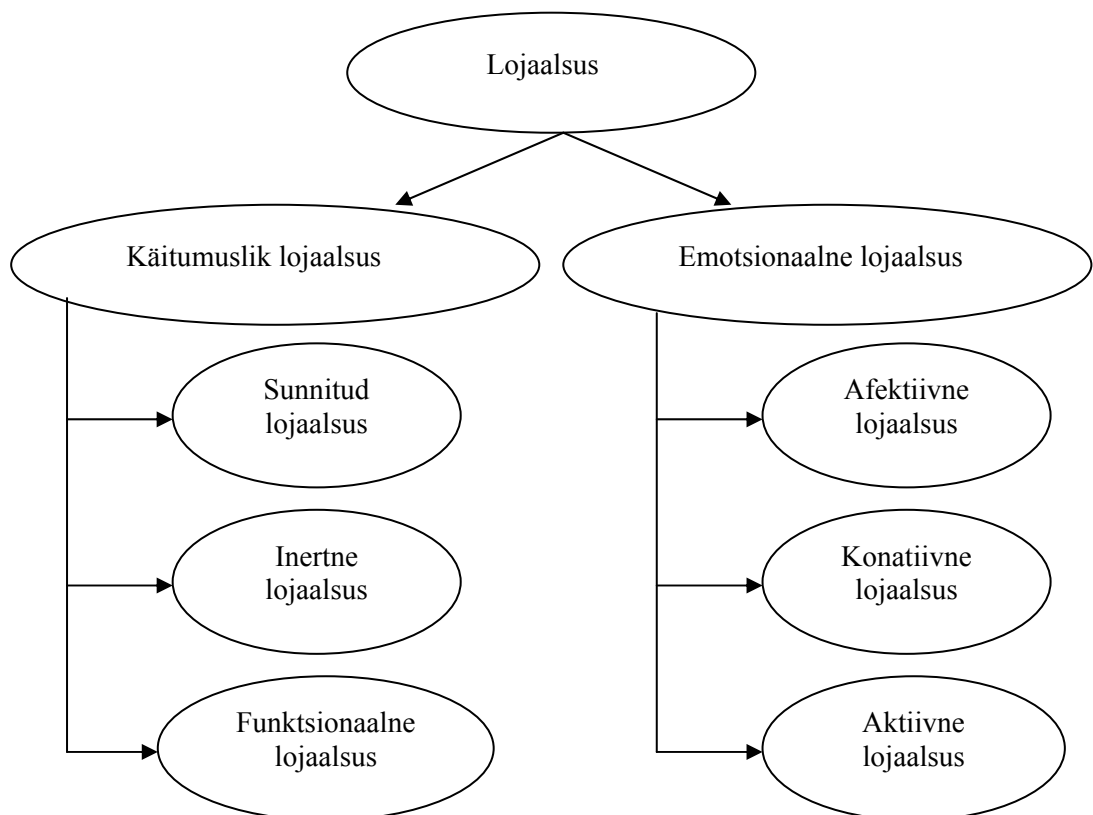 Lojaalsus
Käitumuslik lojaalsus
Emotsionaalne lojaalsus
Sunnitud
lojaalsus
Afektiivne
lojaalsus
Inertne
lojaalsus
Konatiivne
lojaalsus
Funktsionaalne
lojaalsus
Aktiivne
lojaalsus